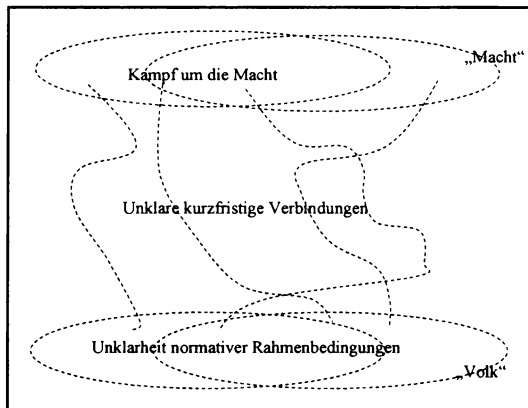 „Macht“
Kampf um die Macht
Unklare kurzfristige Verbindungen
Unklarheit normativer Rahmenbedingungen
„Volk“